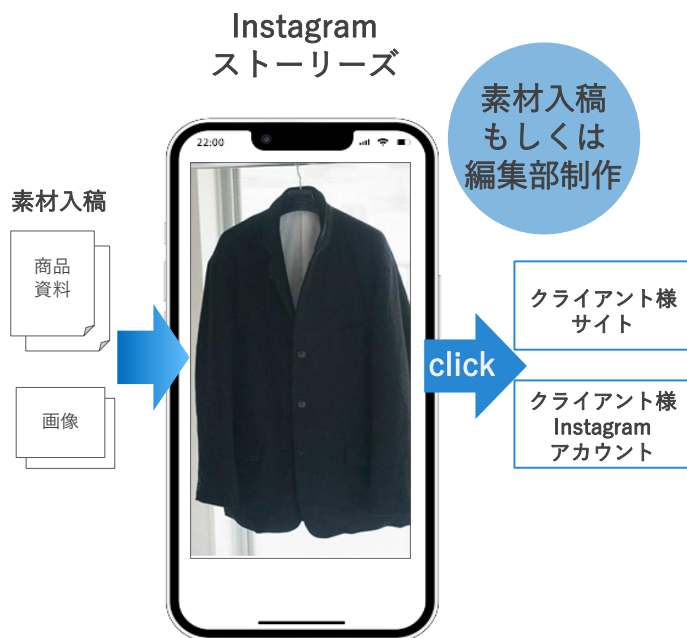 Instagram
ストーリーズ
素材入稿
もしくは
編集部制作
22:00
素材入稿
商品
資料
画像
click
クライアント様
サイト
クライアント様
Instagram
アカウント